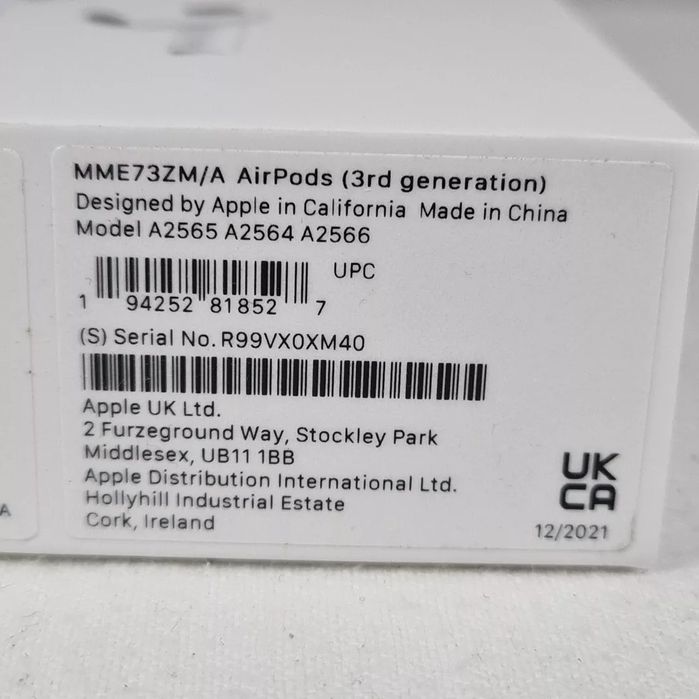 MME73ZM/A AirPods (3rd generation)
Designed by Apple in California Made in China
Model A2565 A2564 A2566
UPC
1 94252 81852 7
(S) Serial No. R99VX0XM40
Apple UK Ltd.
2 Furzeground Way, Stockley Park
Middlesex, UB11 1BB
Apple Distribution International Ltd.
Hollyhill Industrial Estate
Cork, Ireland
UK
CA
12/2021
A